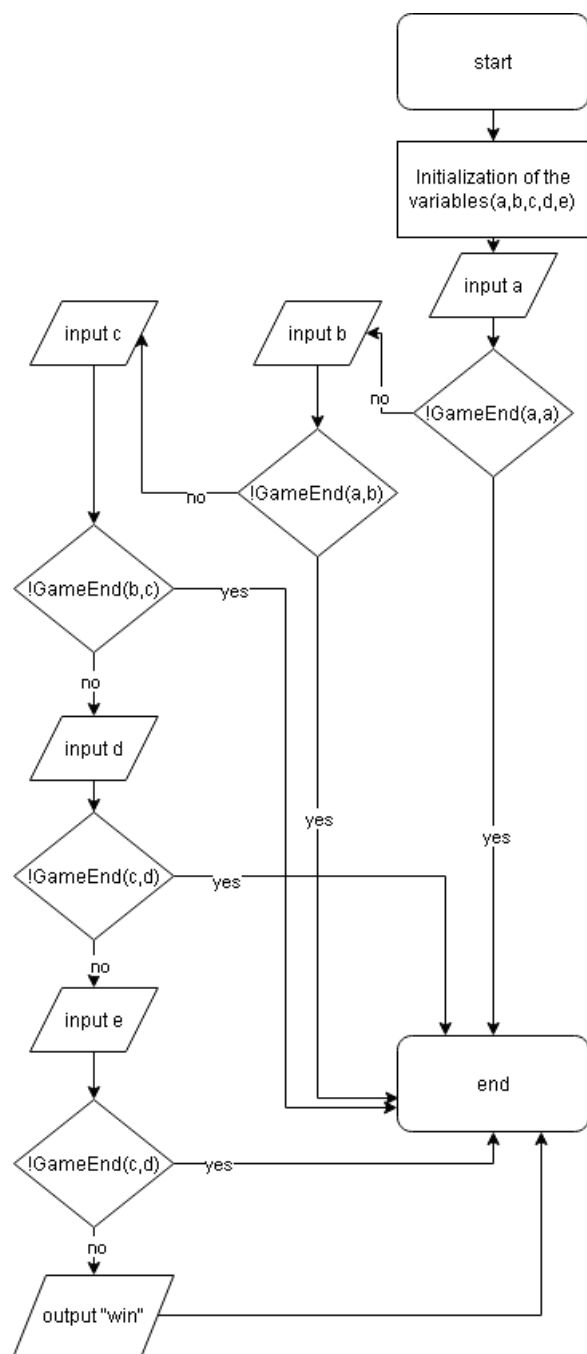 start
Initialization of the
variables(a,b,c,d,e)
input a
!GameEnd(a,a)
no
yes
input b
!GameEnd(a,b)
no
yes
input c
!GameEnd(b,c)
yes
no
input d
!GameEnd(c,d)
yes
no
input e
!GameEnd(c,d)
yes
no
output "win"
end